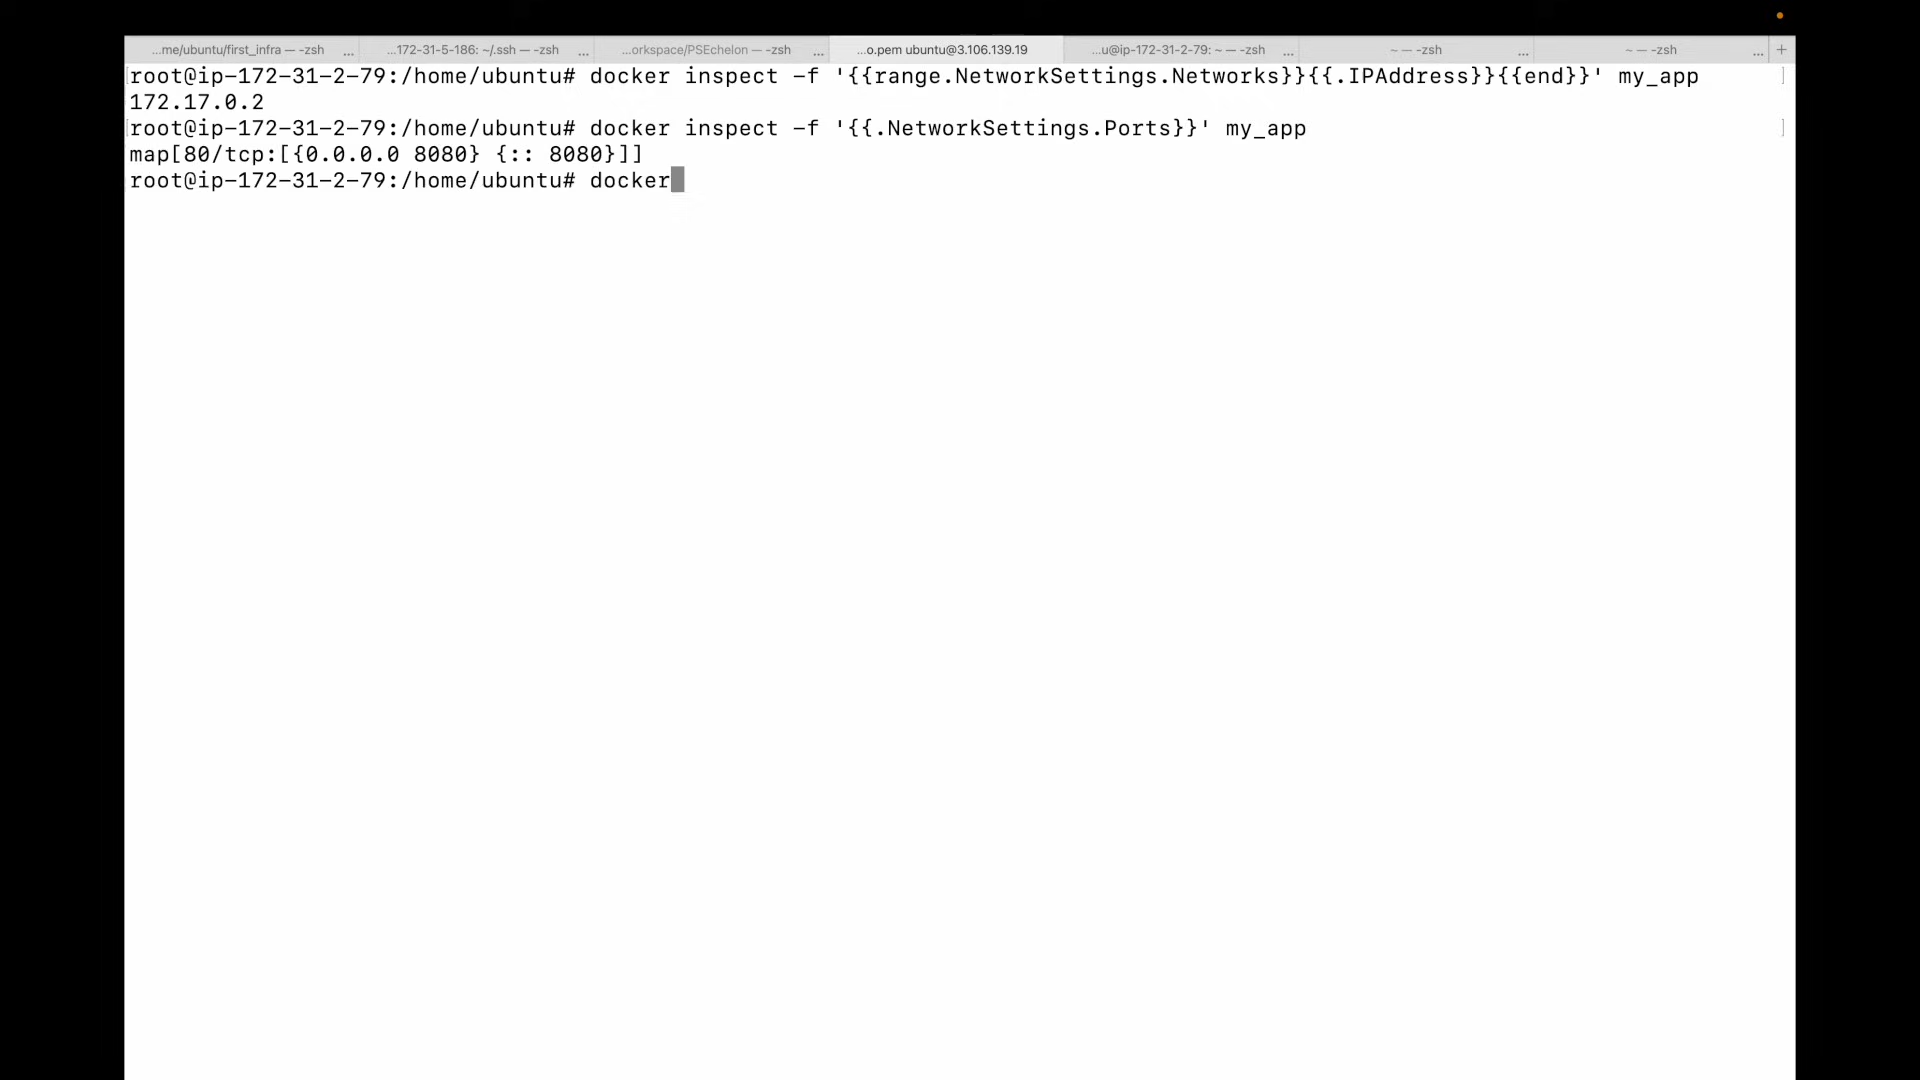 ...me/ubuntu/first_infra — -zsh ... ...172-31-5-186: ~/.ssh — -zsh ... ...orkspace/PSEchelon — -zsh ... ...o.pem ubuntu@3.106.139.19 ...u@ip-172-31-2-79: ~ — -zsh ... ~ — -zsh ... ~ — -zsh ... +
[root@ip-172-31-2-79:/home/ubuntu# docker inspect -f '{{range.NetworkSettings.Networks}}{{.IPAddress}}{{end}}' my_app ]
172.17.0.2
[root@ip-172-31-2-79:/home/ubuntu# docker inspect -f '{{.NetworkSettings.Ports}}' my_app ]
map[80/tcp:[{0.0.0.0 8080} {:: 8080}]]
root@ip-172-31-2-79:/home/ubuntu# docker